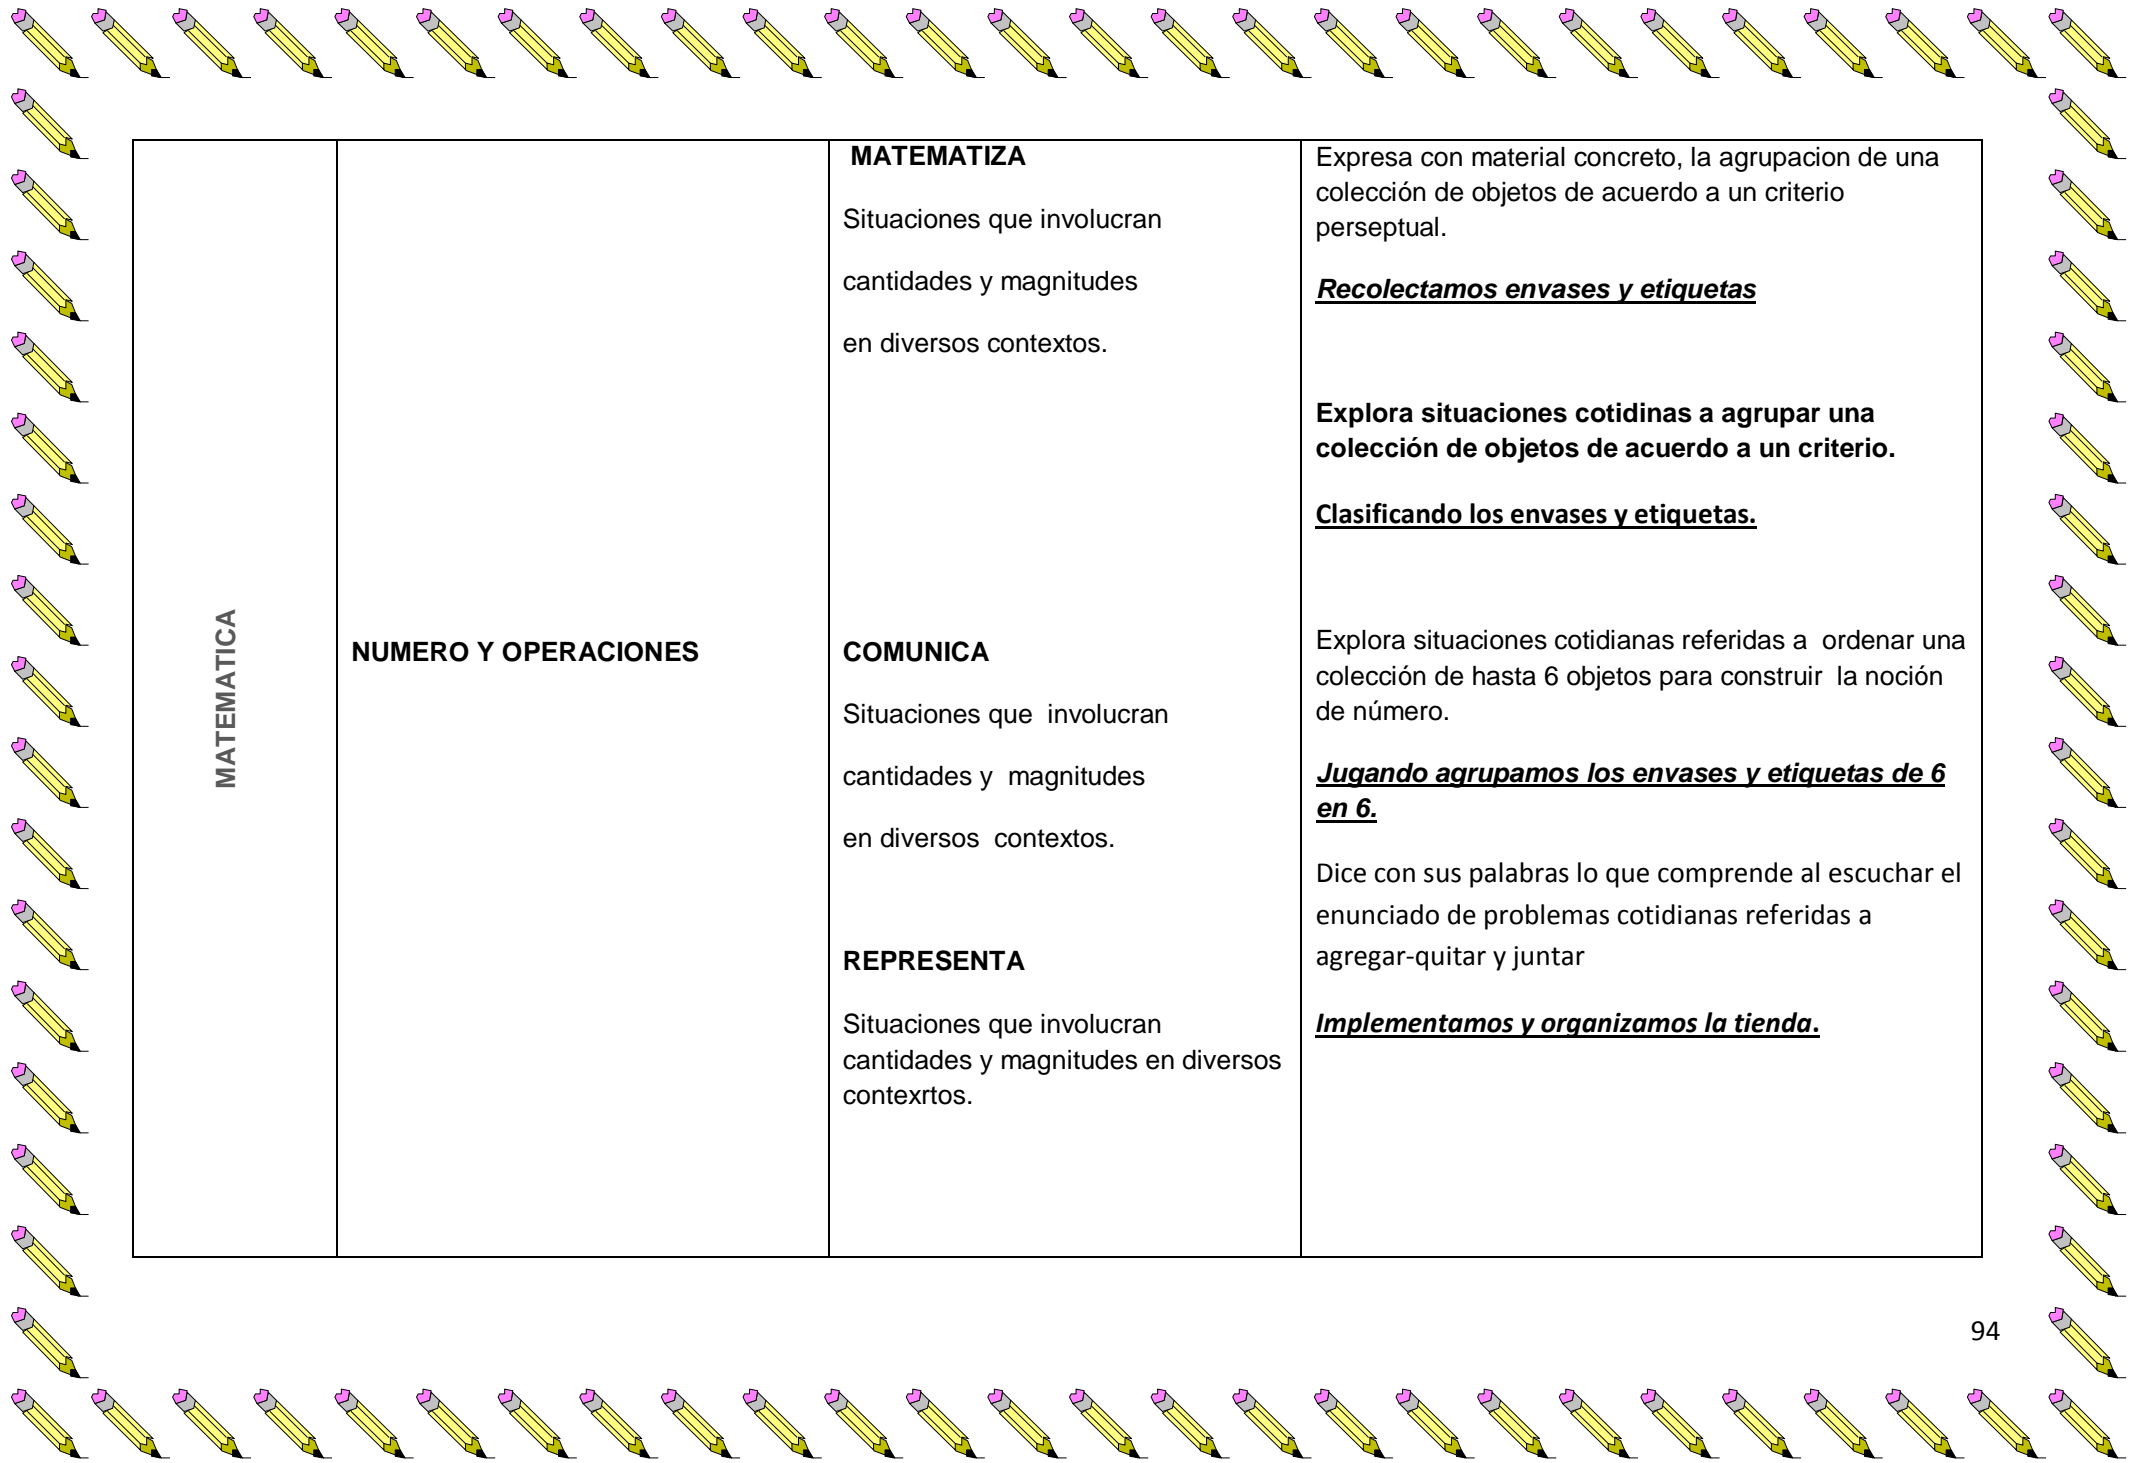 MATEMATICA
NUMERO Y OPERACIONES
MATEMATIZA
Situaciones que involucran
cantidades y magnitudes
en diversos contextos.
COMUNICA
Situaciones que involucran
cantidades y magnitudes
en diversos contextos.
REPRESENTA
Situaciones que involucran
cantidades y magnitudes en diversos
contexrtos.
Expresa con material concreto, la agrupacion de una
colección de objetos de acuerdo a un criterio
perseptual.
Recolectamos envases y etiquetas
Explora situaciones cotidinas a agrupar una
colección de objetos de acuerdo a un criterio.
Clasificando los envases y etiquetas.
Explora situaciones cotidianas referidas a ordenar una
colección de hasta 6 objetos para construir la noción
de número.
Jugando agrupamos los envases y etiquetas de 6
en 6.
Dice con sus palabras lo que comprende al escuchar el
enunciado de problemas cotidianas referidas a
agregar-quitar y juntar
Implementamos y organizamos la tienda.
94